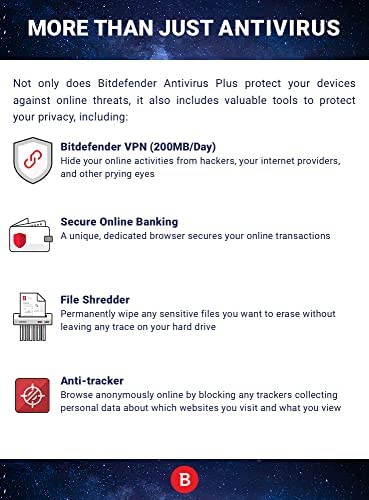 MORE THAN JUST ANTIVIRUS
Not only does Bitdefender Antivirus Plus protect your devices
against online threats, it also includes valuable tools to protect
your privacy, including:
Bitdefender VPN (200MB/Day)
Hide your online activities from hackers, your internet providers,
and other prying eyes
Secure Online Banking
A unique, dedicated browser secures your online transactions
File Shredder
Permanently wipe any sensitive files you want to erase without
leaving any trace on your hard drive
Anti-tracker
Browse anonymously online by blocking any trackers collecting
personal data about which websites you visit and what you view
B